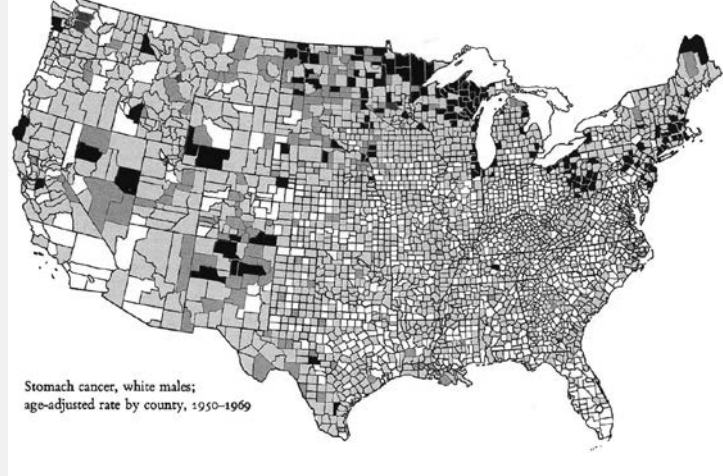 Stomach cancer, white males;
age-adjusted rate by county, 1950–1969